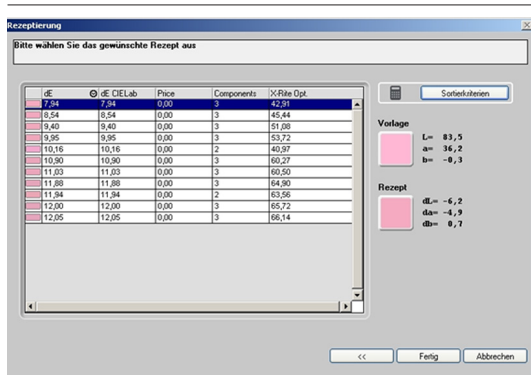 Rezeptierung
Bitte wählen Sie das gewünschte Rezept aus
dE dE CIELab Price Components X-Rite Opt.
7,94 7,94 0,00 3 42,91
8,54 8,54 0,00 3 45,44
9,40 9,40 0,00 3 51,08
9,95 9,95 0,00 3 53,72
10,16 10,16 0,00 2 40,97
10,90 10,90 0,00 3 60,27
11,03 11,03 0,00 3 60,50
11,88 11,88 0,00 3 64,90
11,94 11,94 0,00 2 63,56
12,00 12,00 0,00 3 65,72
12,05 12,05 0,00 3 66,14
Sortierkriterien
Vorlage
L= 83,5
a= 36,2
b= -0,3
Rezept
dL= -6,2
da= -4,9
db= 0,7
<< Fertig Abbrechen